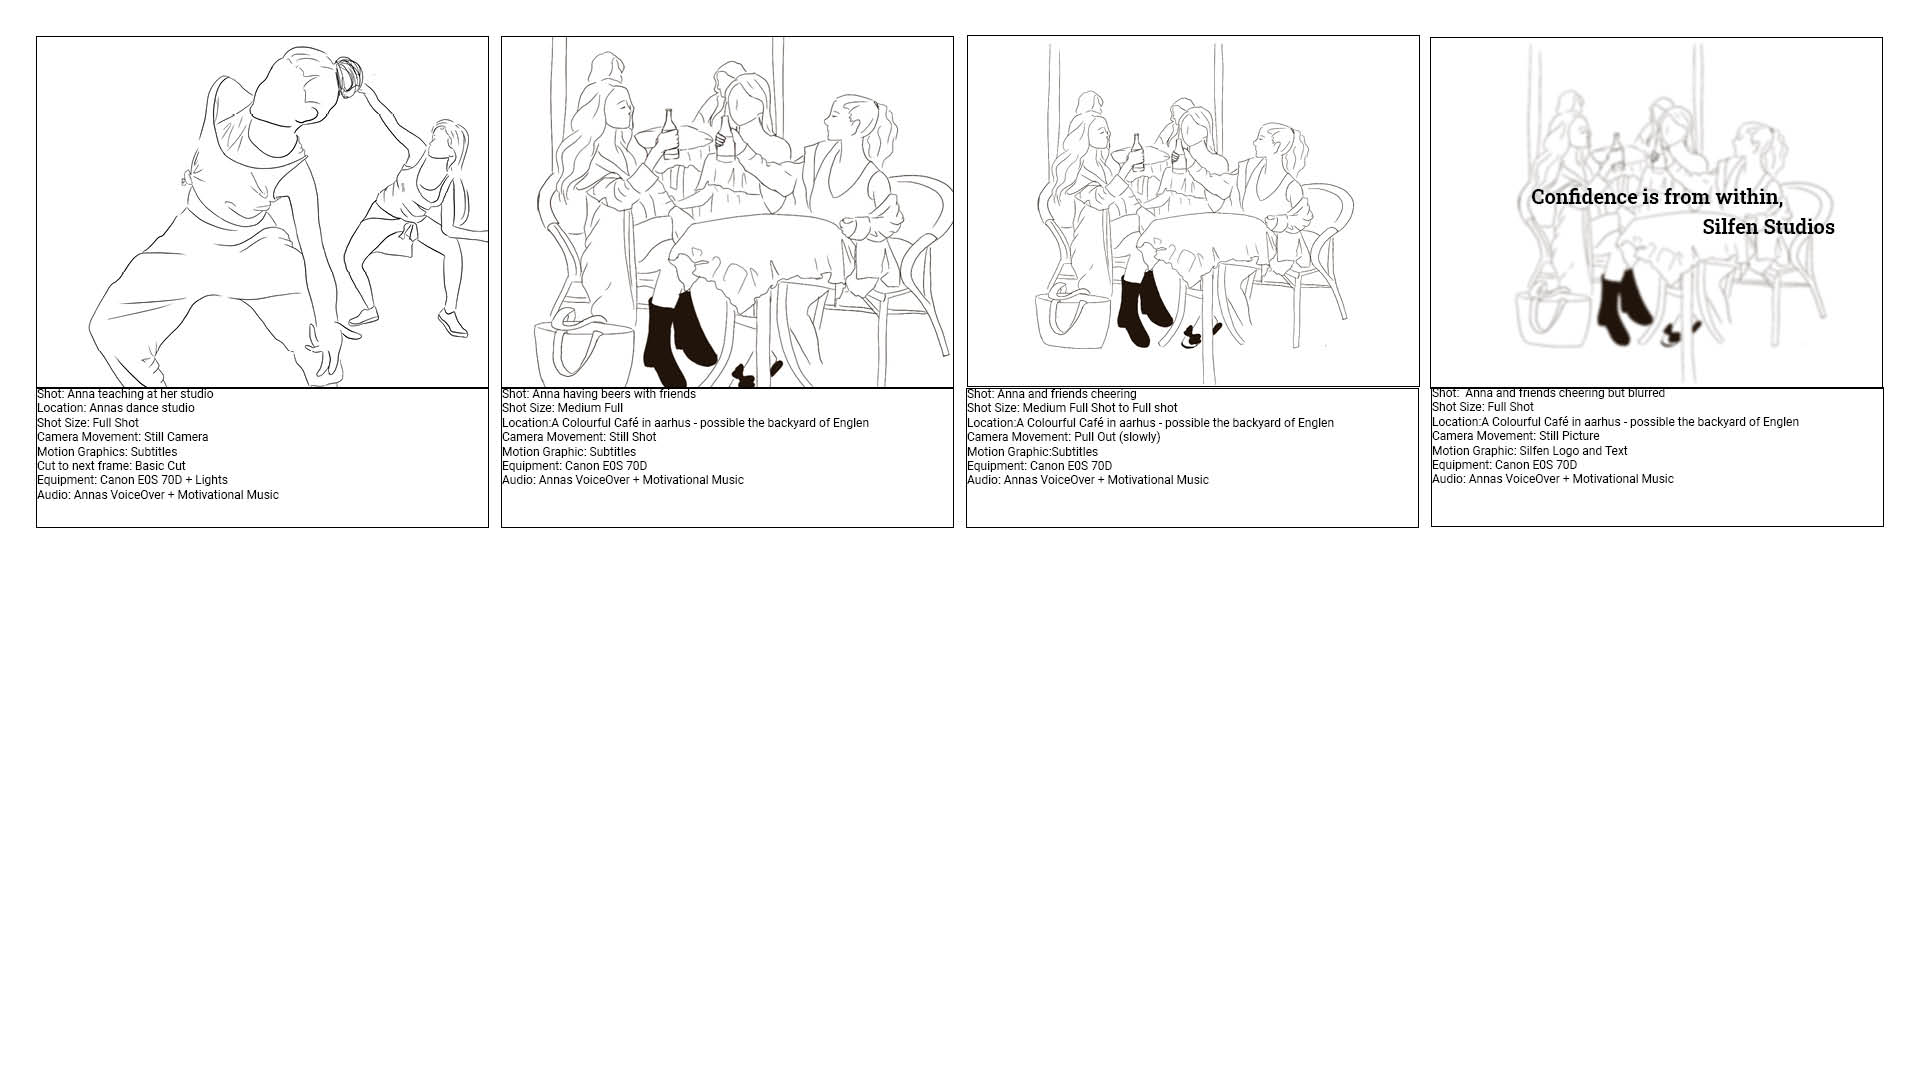 Confidence is from within,
Silfen Studios
Shot: Anna teaching at her studio
Location: Annas dance studio
Shot Size: Full Shot
Camera Movement: Still Camera
Motion Graphics: Subtitles
Cut to next frame: Basic Cut
Equipment: Canon E0S 70D + Lights
Audio: Annas VoiceOver + Motivational Music
Shot: Anna having beers with friends
Shot Size: Medium Full
Location:A Colourful Café in aarhus - possible the backyard of Englen
Camera Movement: Still Shot
Motion Graphic: Subtitles
Equipment: Canon E0S 70D
Audio: Annas VoiceOver + Motivational Music
Shot: Anna and friends cheering
Shot Size: Medium Full Shot to Full shot
Location:A Colourful Café in aarhus - possible the backyard of Englen
Camera Movement: Pull Out (slowly)
Motion Graphic:Subtitles
Equipment: Canon E0S 70D
Audio: Annas VoiceOver + Motivational Music
Shot:  Anna and friends cheering but blurred
Shot Size: Full Shot
Location:A Colourful Café in aarhus - possible the backyard of Englen
Camera Movement: Still Picture
Motion Graphic: Silfen Logo and Text
Equipment: Canon E0S 70D
Audio: Annas VoiceOver + Motivational Music